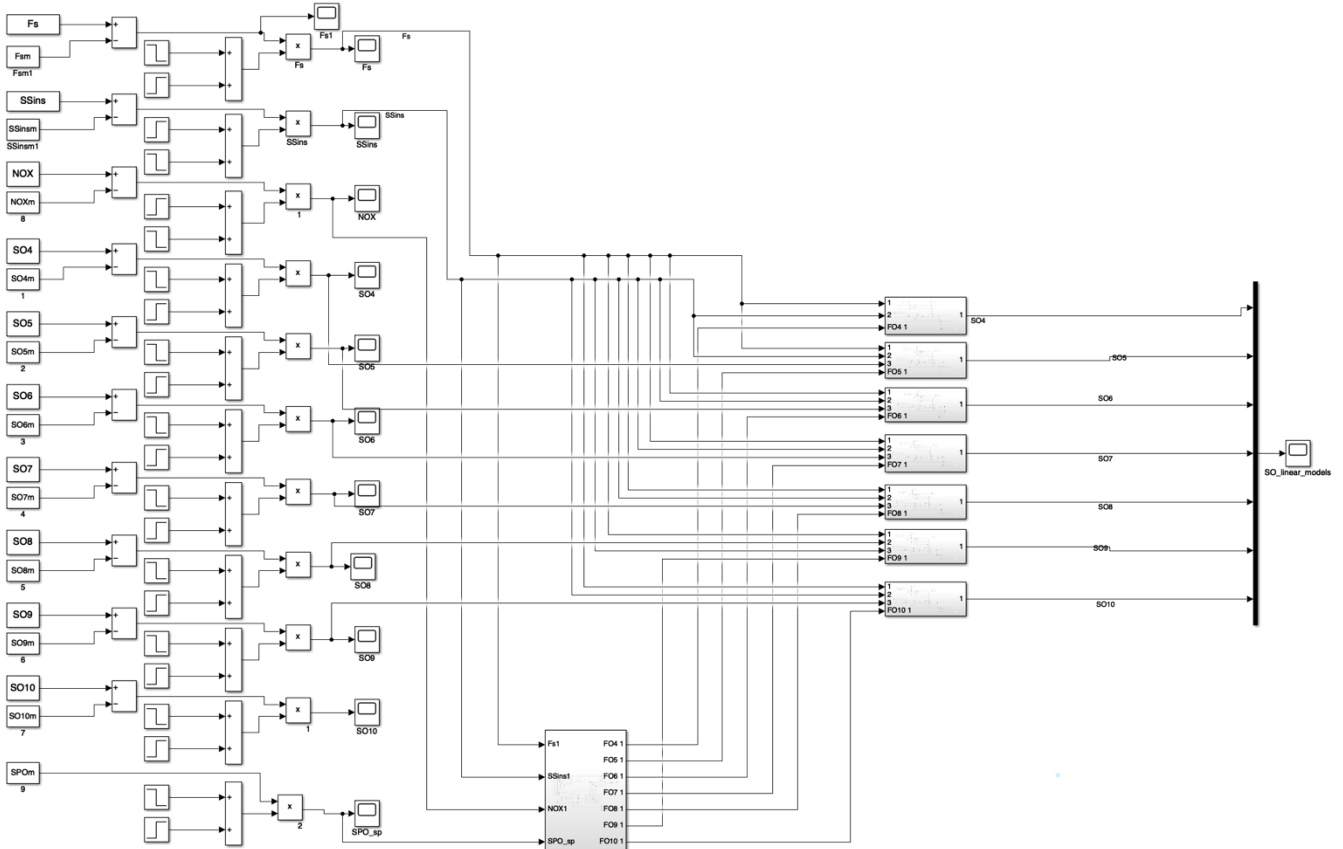 Fs
+
−
Fsm
Fsm1
+
+
x
Fs
Fs1
Fs
Fs
SSins
+
−
SSinsm
SSinsm1
+
+
x
SSins
SSins
SSins
NOX
+
−
NOXm
8
+
+
x
1
NOX
SO4
+
−
SO4m
1
+
+
x
SO4
SO5
+
−
SO5m
2
+
+
x
SO5
SO6
+
−
SO6m
3
+
+
x
SO6
SO7
+
−
SO7m
4
+
+
x
SO7
SO8
+
−
SO8m
5
+
+
x
SO8
SO9
+
−
SO9m
6
+
+
x
SO9
SO10
+
−
SO10m
7
+
+
x
1
SO10
SPOm
9
+
+
x
2
SPO_sp
Fs1
SSins1
NOX1
SPO_sp
FO4 1
FO5 1
FO6 1
FO7 1
FO8 1
FO9 1
FO10 1
1
2
FO4 1
1
SO4
1
2
3
FO5 1
1
SO5
1
2
3
FO6 1
1
SO6
1
2
3
FO7 1
1
SO7
1
2
3
FO8 1
1
SO8
1
2
3
FO9 1
1
SO9
1
2
3
FO10 1
1
SO10
SO_linear_models